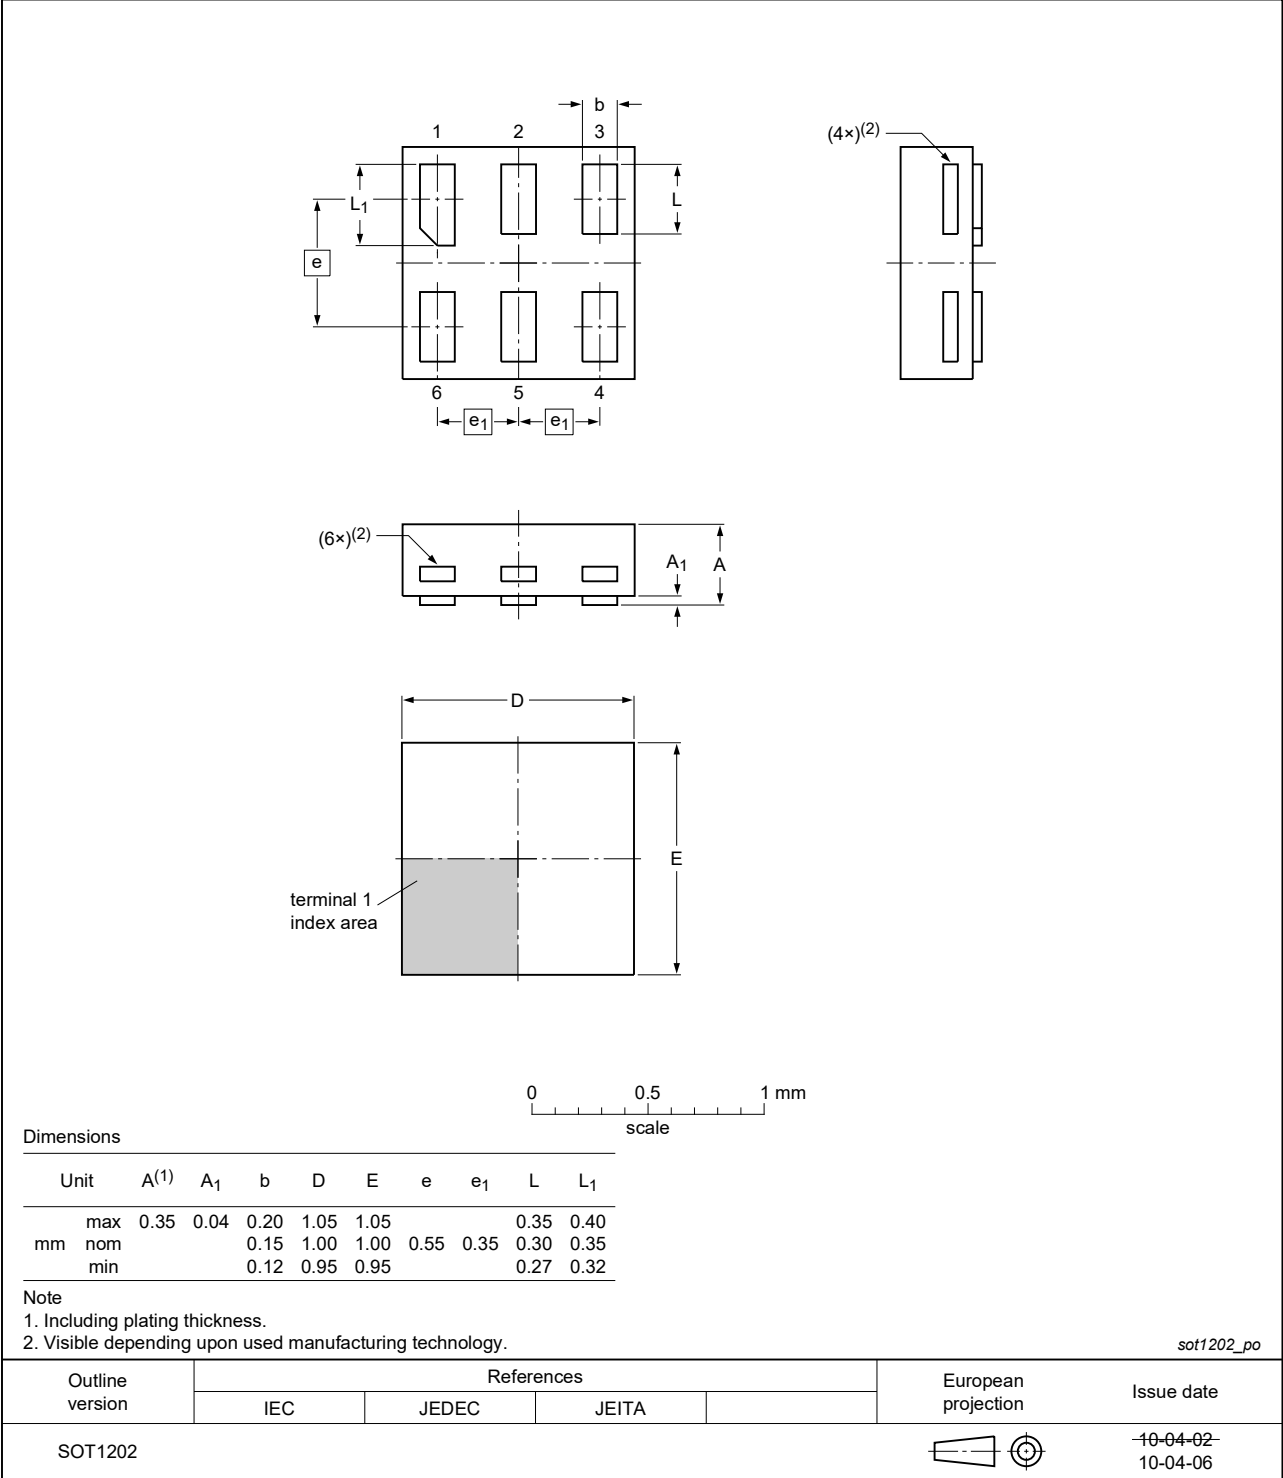 b
1 2 3
(4×)(2)
L1
L
e
6 5 4
e1 e1
(6×)(2)
A1 A
D
E
terminal 1
index area
0 0.5 1 mm
scale
Dimensions
Unit A(1) A1 b D E e e1 L L1
max 0.35 0.04 0.20 1.05 1.05 0.35 0.40
mm nom 0.15 1.00 1.00 0.55 0.35 0.30 0.35
min 0.12 0.95 0.95 0.27 0.32
Note
1. Including plating thickness.
2. Visible depending upon used manufacturing technology.
sot1202_po
Outline
version
References
IEC JEDEC JEITA
European
projection
Issue date
SOT1202
10-04-02
10-04-06